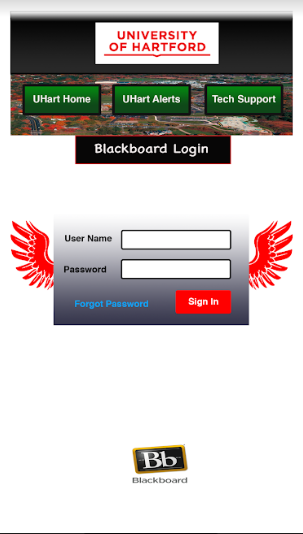 UNIVERSITY
OF HARTFORD
UHart Home
UHart Alerts
Tech Support
Blackboard Login
User Name
Password
Forgot Password
Sign In
Bb
Blackboard